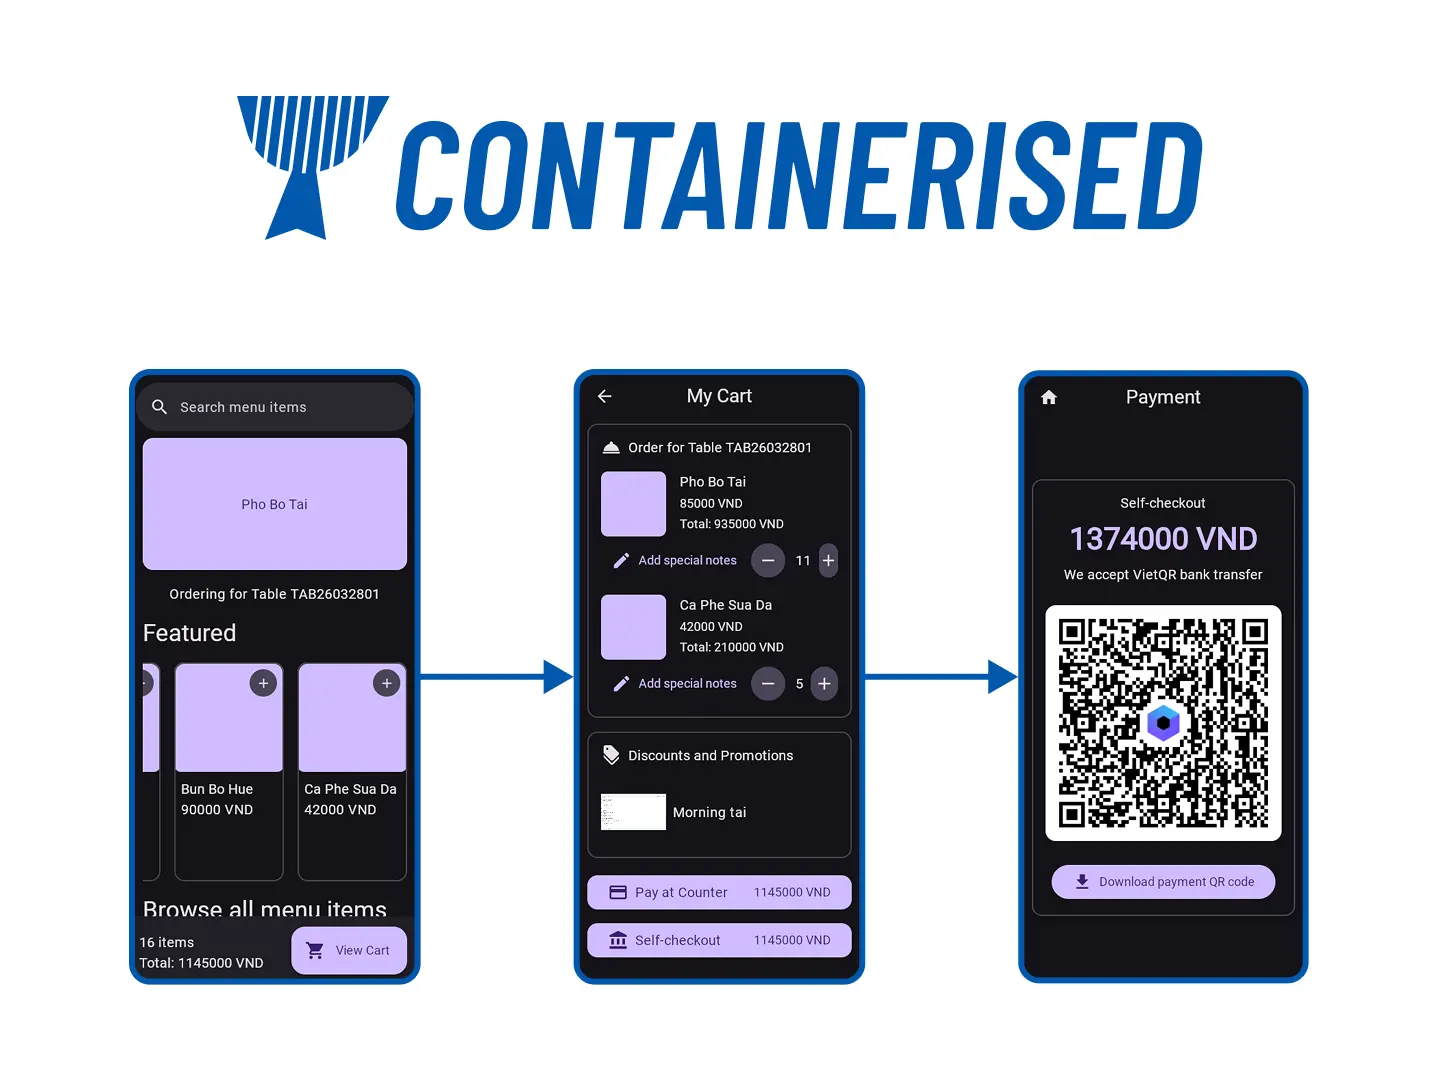 CONTAINERISED
Search menu items
Pho Bo Tai
Ordering for Table TAB26032801
Featured
Bun Bo Hue
90000 VND
Ca Phe Sua Da
42000 VND
Browse all menu items
16 items
Total: 1145000 VND
View Cart
My Cart
Order for Table TAB26032801
Pho Bo Tai
85000 VND
Total: 935000 VND
Add special notes
11
Ca Phe Sua Da
42000 VND
Total: 210000 VND
Add special notes
5
Discounts and Promotions
Morning tai
Pay at Counter 1145000 VND
Self-checkout 1145000 VND
Payment
Self-checkout
1374000 VND
We accept VietQR bank transfer
Download payment QR code